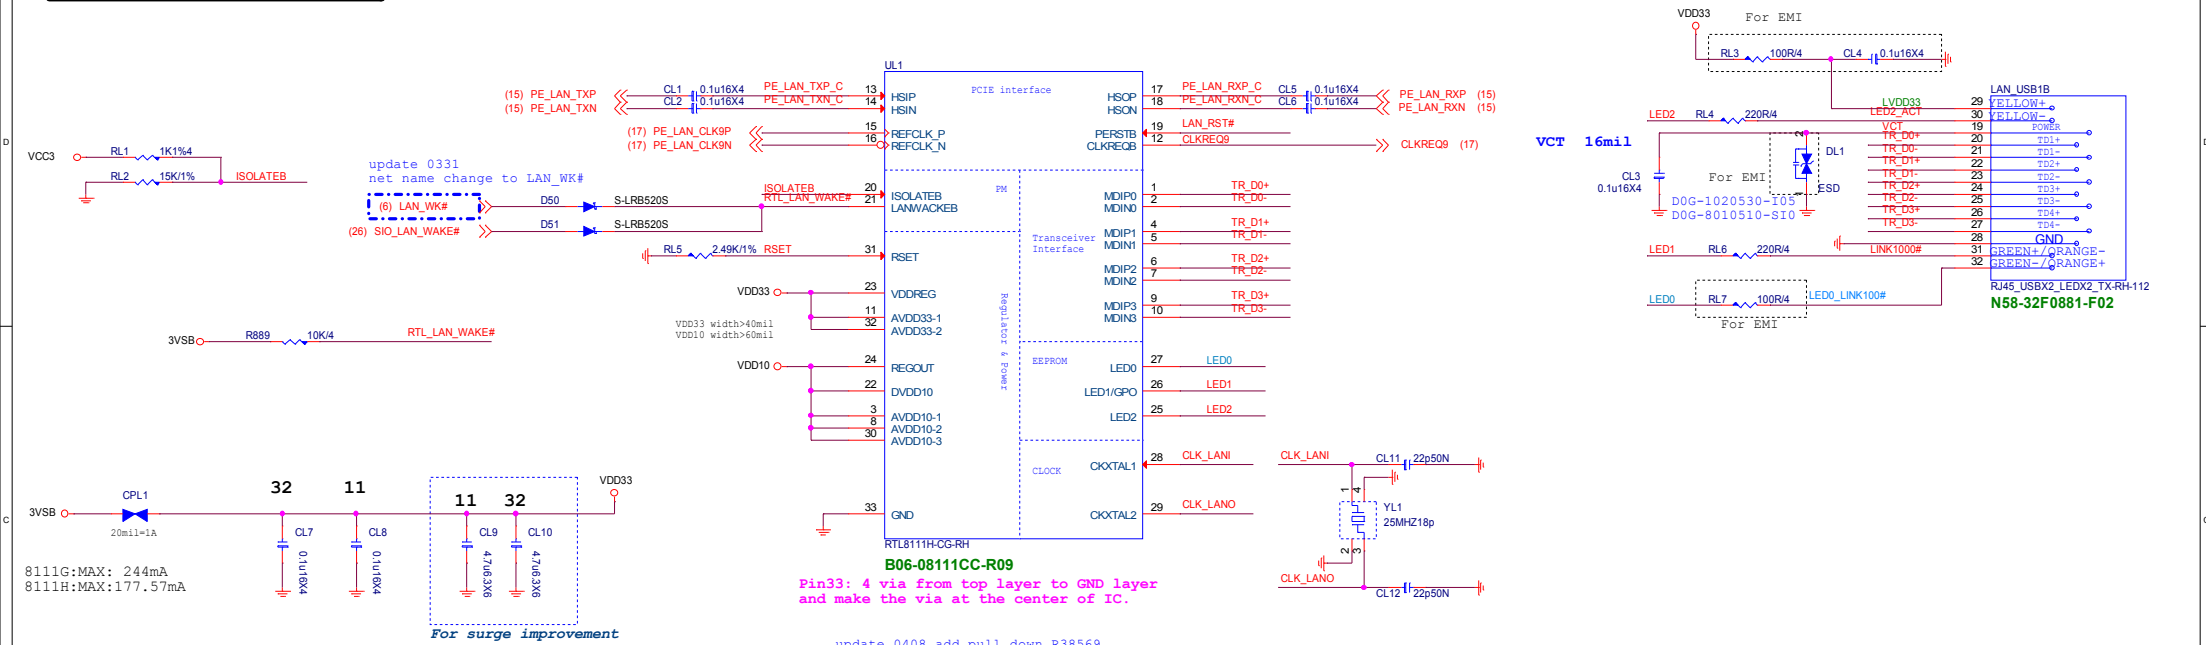 VCC3
RL1 1K1%4
RL2 15K/1% ISOLATEB
update 0331
net name change to LAN_WK#
(6) LAN_WK#
D50 S-LRB520S
(26) SIO_LAN_WAKE#
D51 S-LRB520S
3VSB R889 10K/4 RTL_LAN_WAKE#
(15) PE_LAN_TXP CL1 0.1u16X4 PE_LAN_TXP_C 13 HSIP
(15) PE_LAN_TXN CL2 0.1u16X4 PE_LAN_TXN_C 14 HSIN
(17) PE_LAN_CLK9P 15 REFCLK_P
(17) PE_LAN_CLK9N 16 REFCLK_N
ISOLATEB 20 ISOLATEB
RTL_LAN_WAKE# 21 LANWACKEB
RL5 2.49K/1% RSET 31 RSET
VDD33 23 VDDREG
11 AVDD33-1
32 AVDD33-2
VDD33 width>40mil
VDD10 width>60mil
VDD10 24 REGOUT
22 DVDD10
3 AVDD10-1
8 AVDD10-2
30 AVDD10-3
33 GND
UL1
PCIE interface
PM
Transceiver
Interface
Regulator & Power
EEPROM
CLOCK
RTL8111H-CG-RH
B06-08111CC-R09
Pin33: 4 via from top layer to GND layer
and make the via at the center of IC.
update 0408 add pull down R38569
HSOP 17 PE_LAN_RXP_C CL5 0.1u16X4 PE_LAN_RXP (15)
HSON 18 PE_LAN_RXN_C CL6 0.1u16X4 PE_LAN_RXN (15)
PERSTB 19 LAN_RST#
CLKREQB 12 CLKREQ9 CLKREQ9 (17)
MDIP0 1 TR_D0+
MDIN0 2 TR_D0-
MDIP1 4 TR_D1+
MDIN1 5 TR_D1-
MDIP2 6 TR_D2+
MDIN2 7 TR_D2-
MDIP3 9 TR_D3+
MDIN3 10 TR_D3-
LED0 27 LED0
LED1/GPO 26 LED1
LED2 25 LED2
CKXTAL1 28 CLK_LANI
CKXTAL2 29 CLK_LANO
CLK_LANI CL11 22p50N
1 4
YL1
25MHZ18p
2 3
CLK_LANO CL12 22p50N
3VSB CPL1
20mil=1A
32 11 11 32
VDD33
CL7 0.1u16X4
CL8 0.1u16X4
CL9 4.7u6.3X6
CL10 4.7u6.3X6
For surge improvement
8111G:MAX: 244mA
8111H:MAX:177.57mA
VDD33
For EMI
RL3 100R/4 CL4 0.1u16X4
LAN_USB1B
LVDD33 29 YELLOW+
LED2 RL4 220R/4 LED2_ACT 30 YELLOW-
VCT 16mil
VCT 19 POWER
TR_D0+ 20 TD1+
TR_D0- 21 TD1-
TR_D1+ 22 TD2+
TR_D1- 23 TD2-
TR_D2+ 24 TD3+
TR_D2- 25 TD3-
TR_D3+ 26 TD4+
TR_D3- 27 TD4-
28 GND
CL3
0.1u16X4
For EMI
2
DL1
1
ESD
D0G-1020530-I05
D0G-8010510-SI0
LED1 RL6 220R/4 LINK1000# 31 GREEN+/ORANGE-
32 GREEN-/ORANGE+
LED0 RL7 100R/4 LED0_LINK100#
For EMI
RJ45_USBX2_LEDX2_TX-RH-112
N58-32F0881-F02
D
C